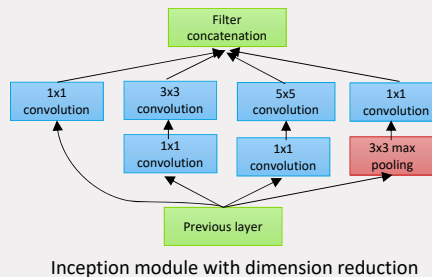 Filter
concatenation
1x1
convolution
3x3
convolution
5x5
convolution
1x1
convolution
1x1
convolution
1x1
convolution
3x3 max
pooling
Previous layer
Inception module with dimension reduction